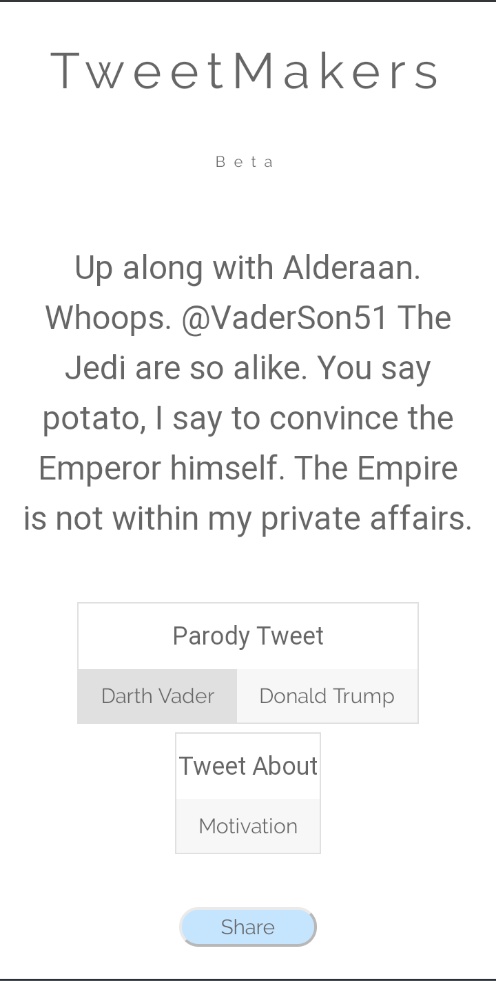 TweetMakers
Beta
Up along with Alderaan.
Whoops. @VaderSon51 The
Jedi are so alike. You say
potato, I say to convince the
Emperor himself. The Empire
is not within my private affairs.
Parody Tweet
Darth Vader Donald Trump
Tweet About
Motivation
Share